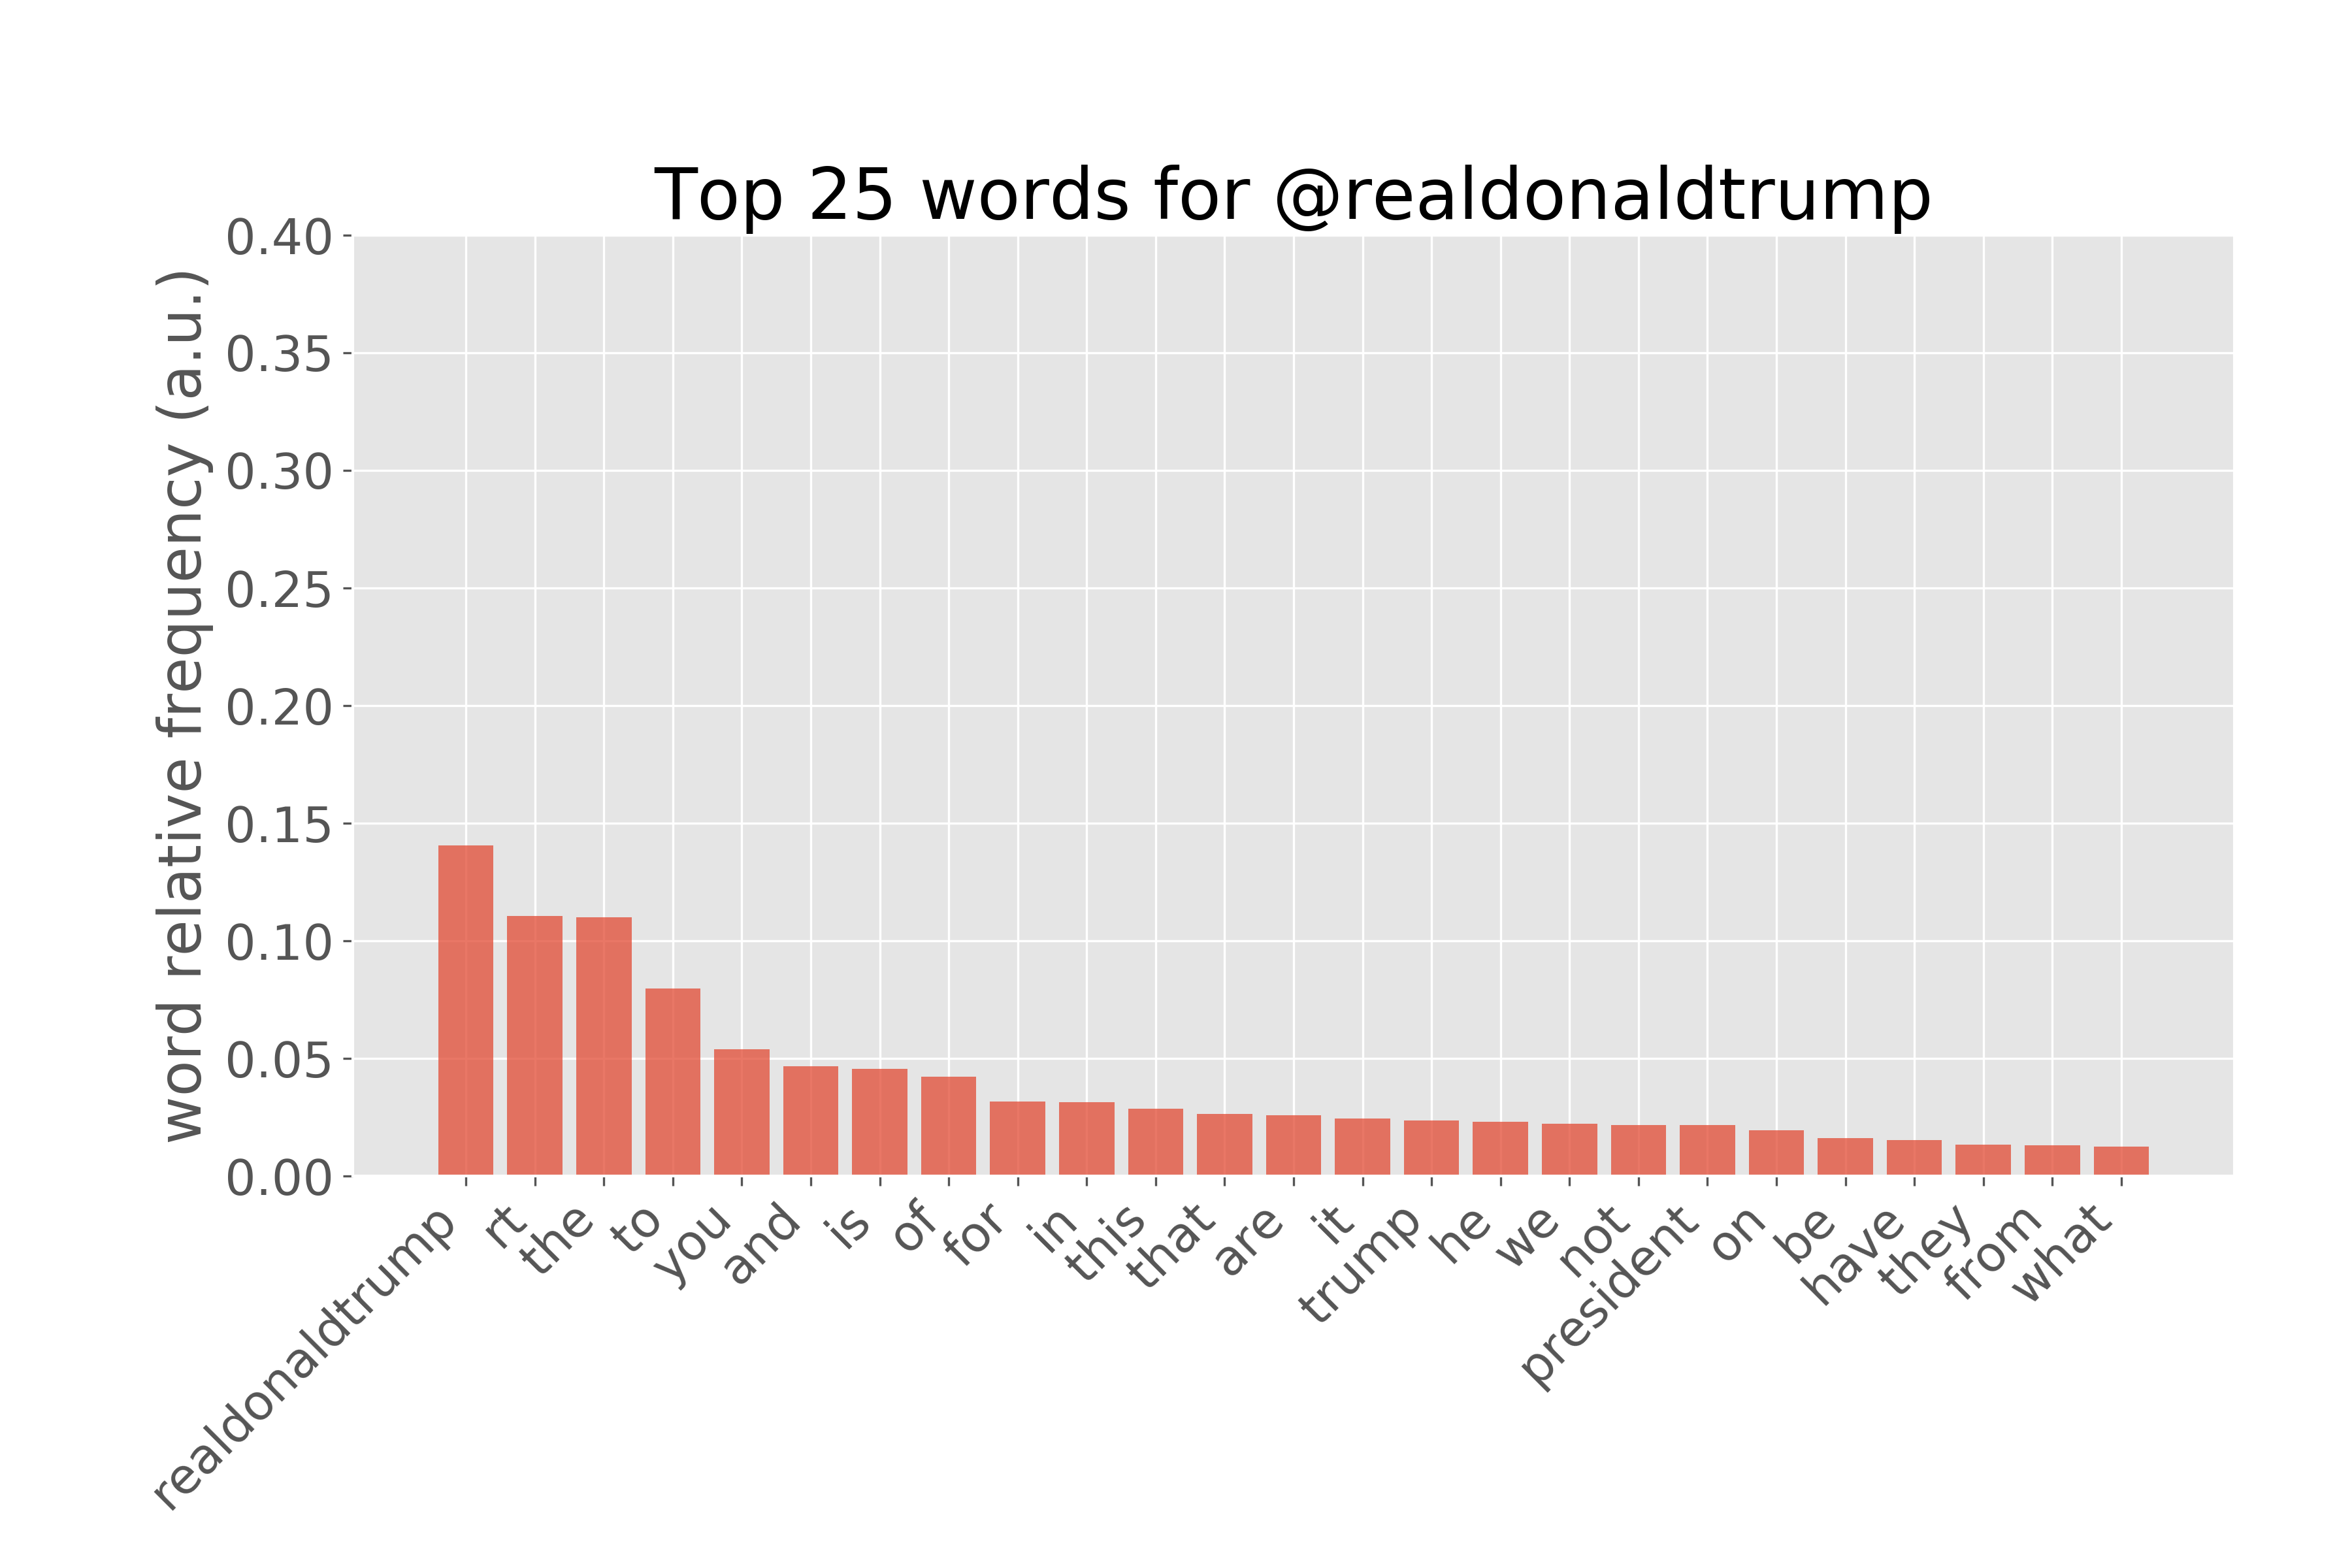 Top 25 words for @realdonaldtrump
word relative frequency (a.u.)
0.40
0.35
0.30
0.25
0.20
0.15
0.10
0.05
0.00
realdonaldtrump
rt
the
to
you
and
is
of
for
in
this
that
are
it
trump
he
we
not
president
on
be
have
they
from
what